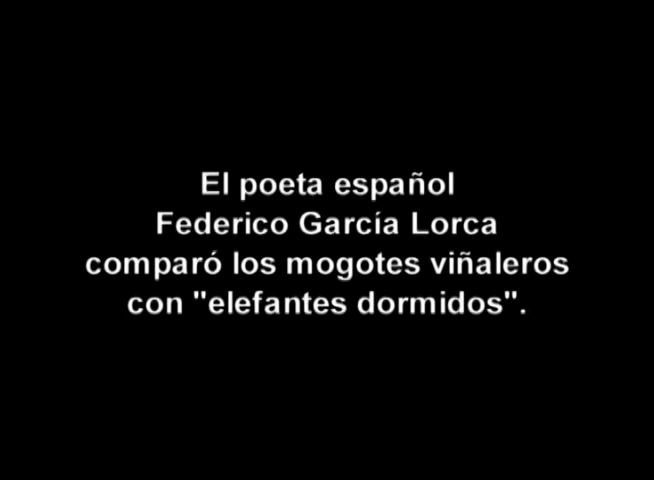 El poeta español
Federico García Lorca
comparó los mogotes viñaleros
con "elefantes dormidos".